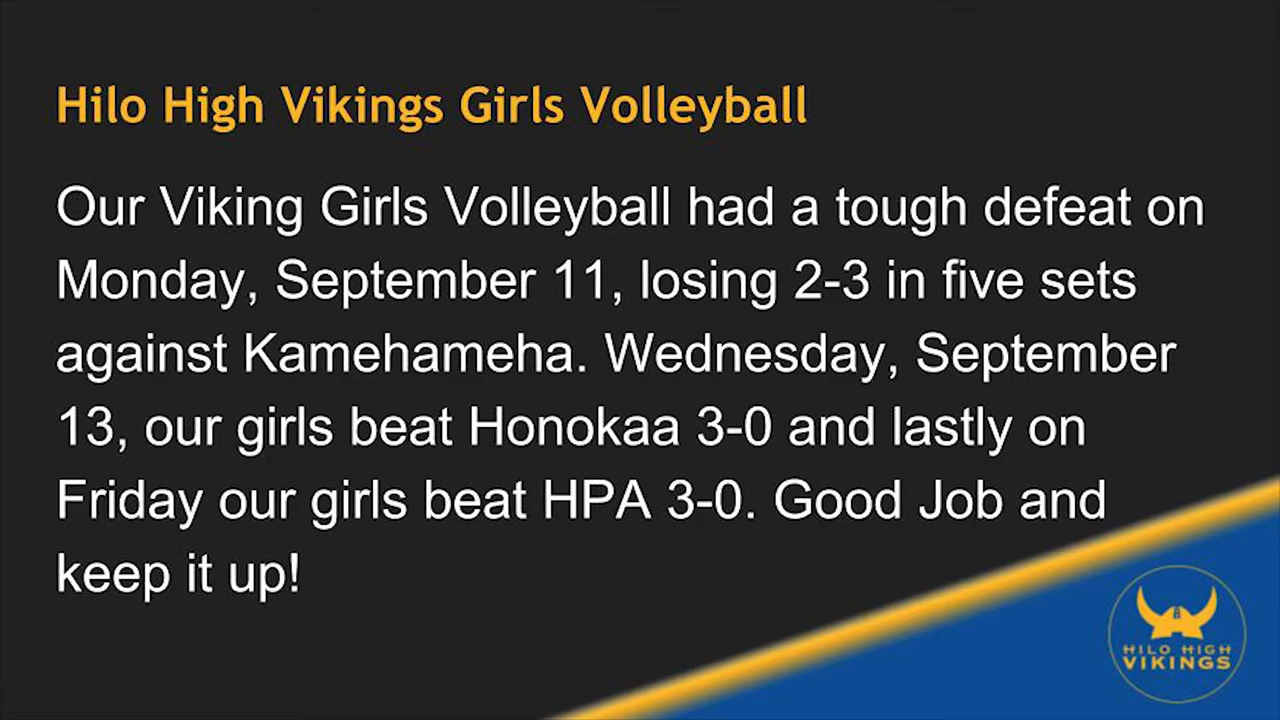 Hilo High Vikings Girls Volleyball
Our Viking Girls Volleyball had a tough defeat on
Monday, September 11, losing 2-3 in five sets
against Kamehameha. Wednesday, September
13, our girls beat Honokaa 3-0 and lastly on
Friday our girls beat HPA 3-0. Good Job and
keep it up!
HILO HIGH
VIKINGS